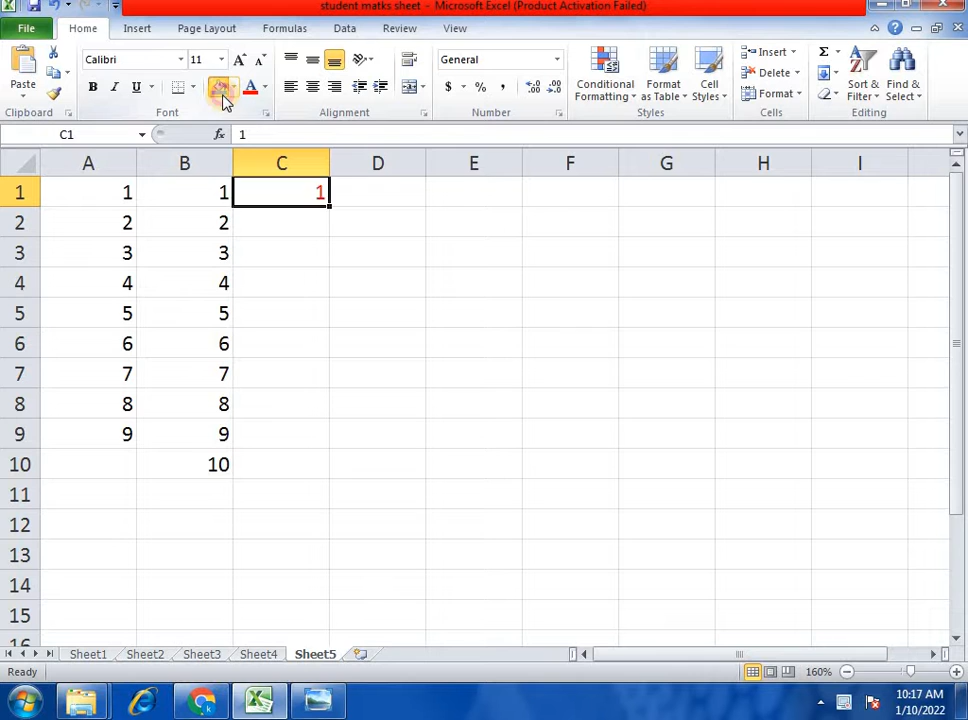 student matks sheet - Microsoft Excel (Product Activation Failed)
File Home Insert Page Layout Formulas Data Review View
Paste Calibri 11 General Conditional Formatting Format as Table Cell Styles Insert Delete Format Sort & Filter Find & Select
B I U A $ %
Clipboard Font Alignment Number Styles Cells Editing
C1 fx 1
A B C D E F G H I
1 1 1 1
2 2 2
3 3 3
4 4 4
5 5 5
6 6 6
7 7 7
8 8 8
9 9 9
10 10
11
12
13
14
15
16
Sheet1 Sheet2 Sheet3 Sheet4 Sheet5
Ready 160%
10:17 AM
1/10/2022